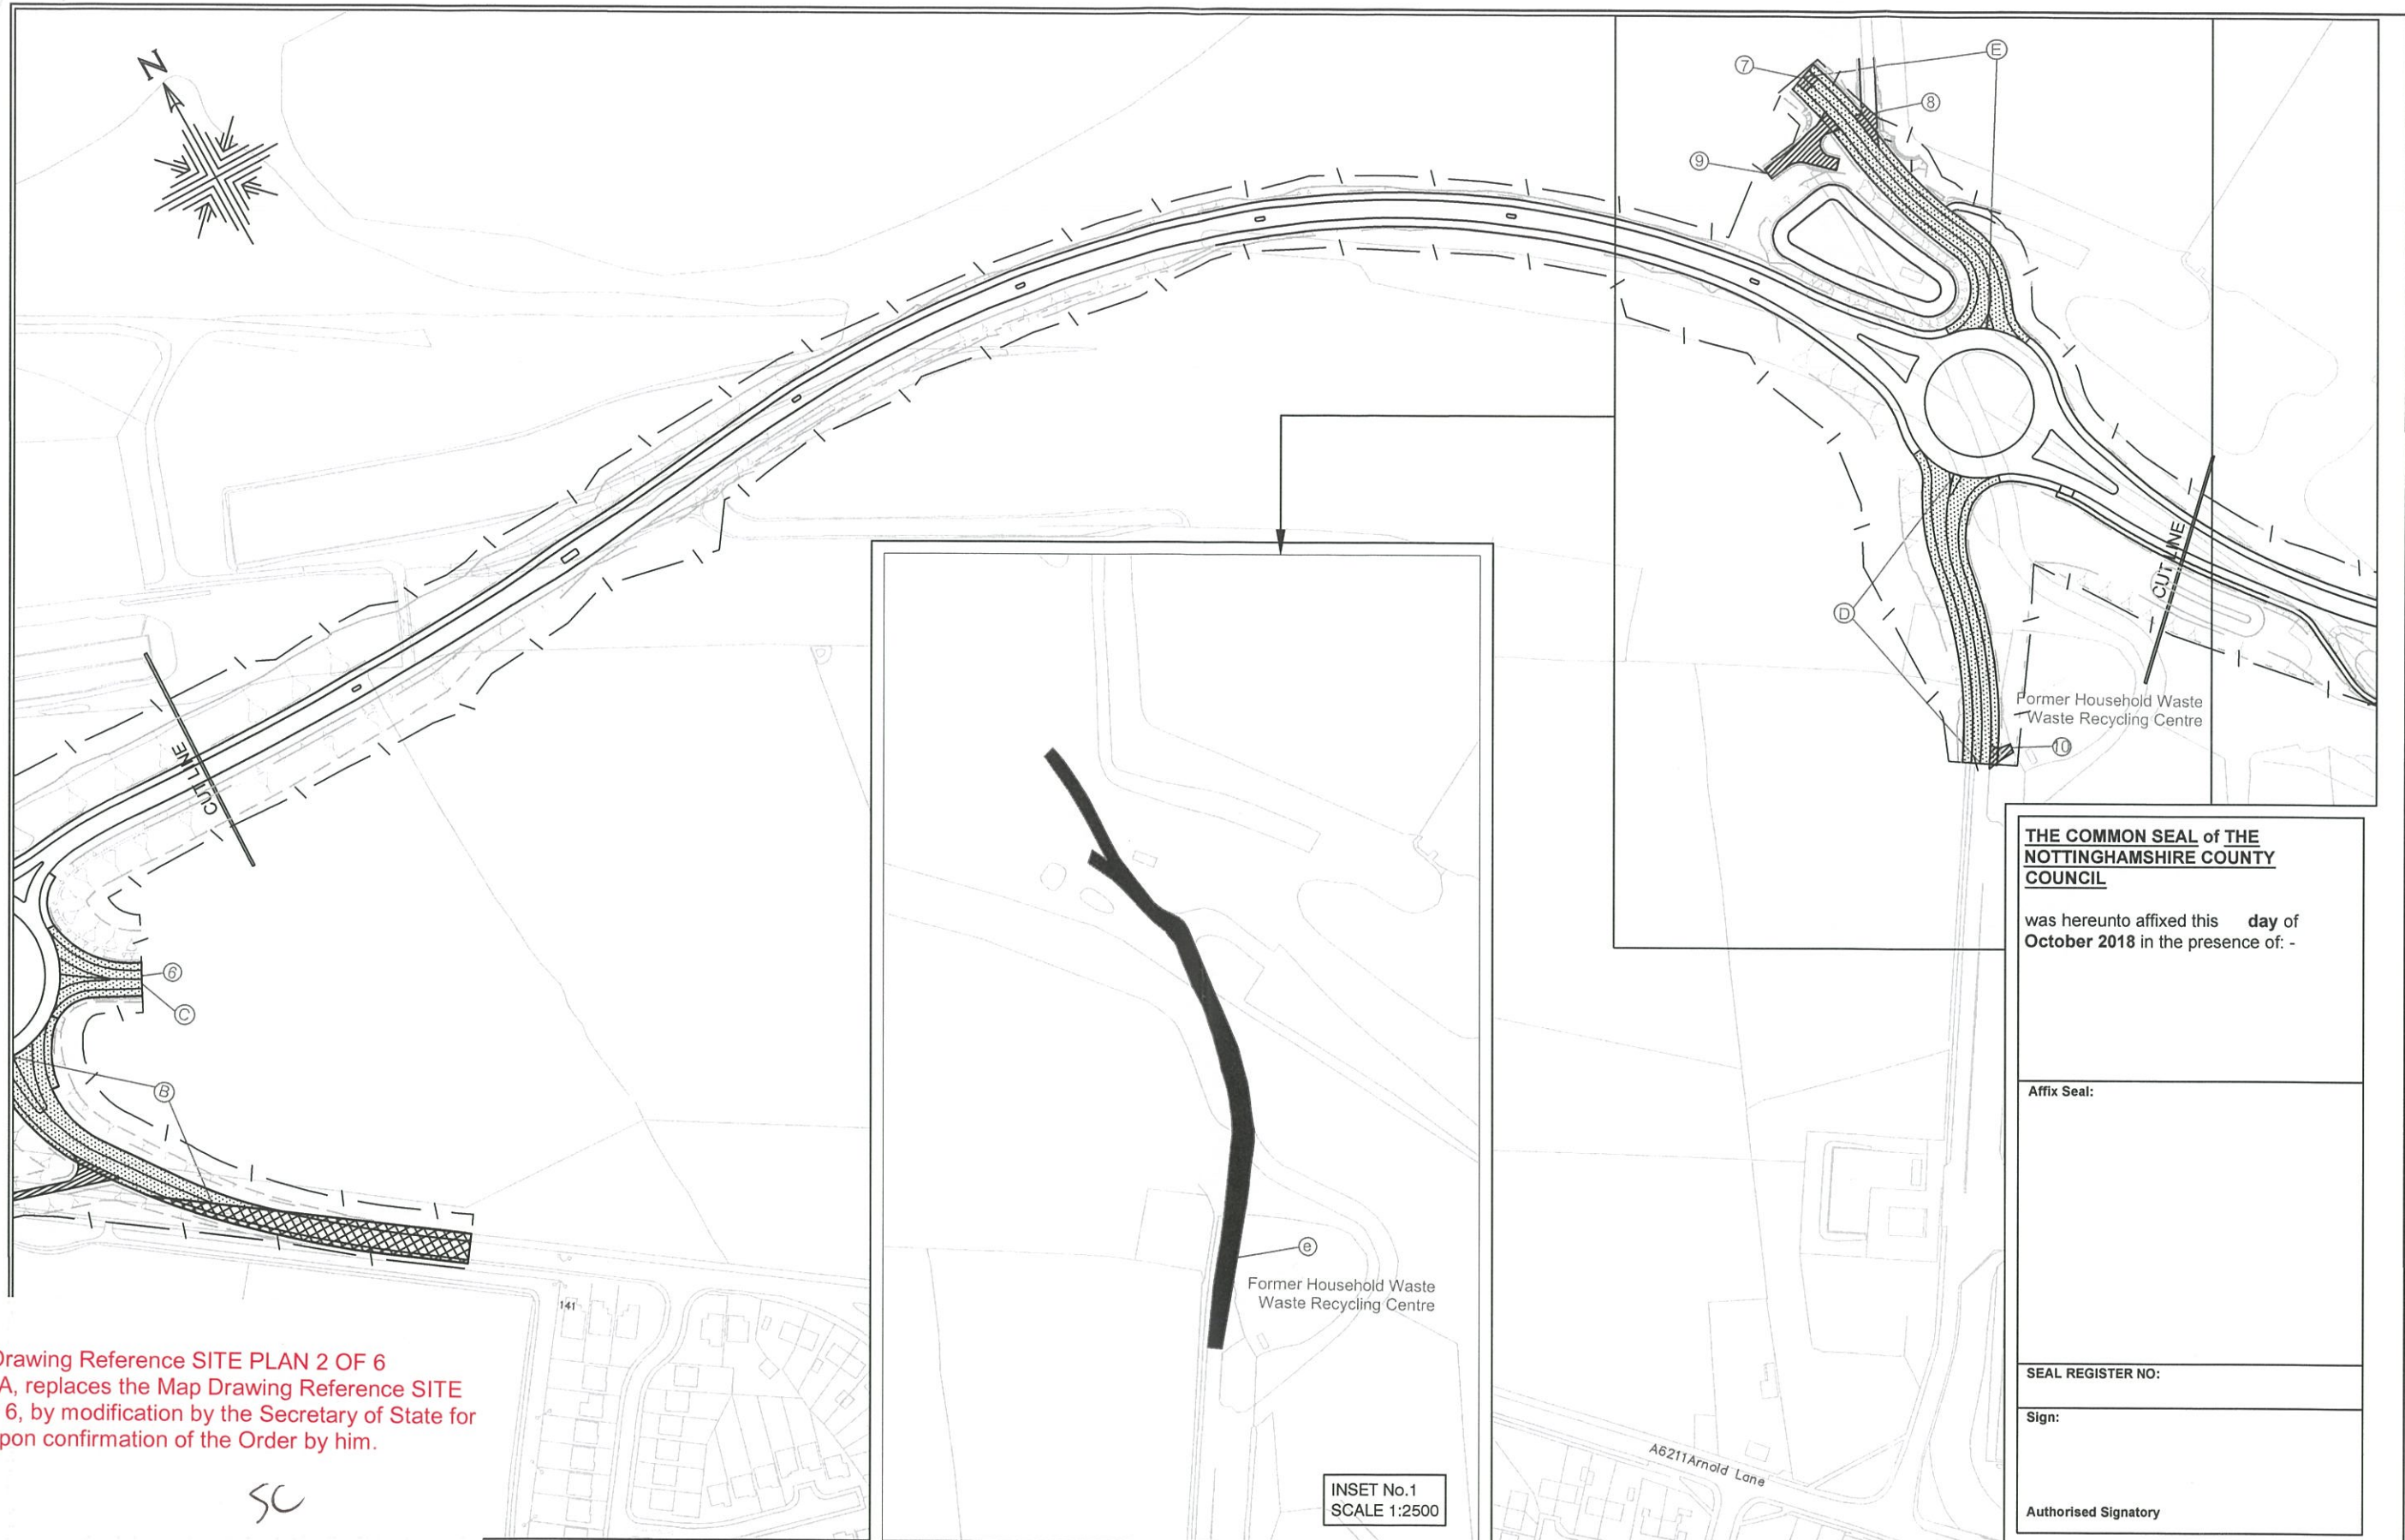 N
7
E
8
9
CUT LINE
D
Former Household Waste
Waste Recycling Centre
10
CUT LINE
6
C
B
141
e
Former Household Waste
Waste Recycling Centre
INSET No.1
SCALE 1:2500
A6211Arnold Lane
THE COMMON SEAL of THE
NOTTINGHAMSHIRE COUNTY
COUNCIL
was hereunto affixed this day of
October 2018 in the presence of: -
Affix Seal:
SEAL REGISTER NO:
Sign:
Authorised Signatory
Drawing Reference SITE PLAN 2 OF 6
A, replaces the Map Drawing Reference SITE
6, by modification by the Secretary of State for
pon confirmation of the Order by him.
SC